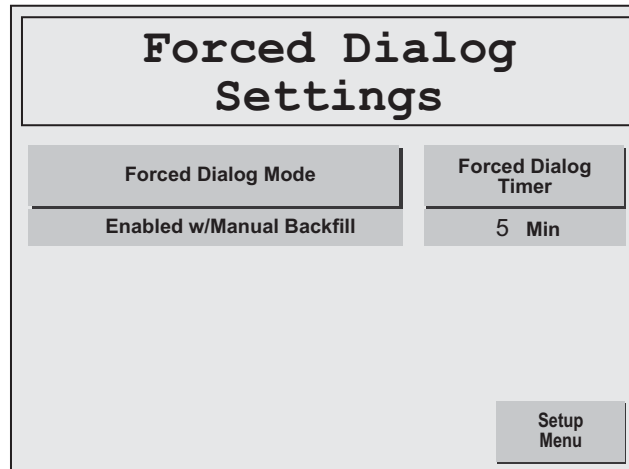 Forced Dialog
Settings
Forced Dialog Mode
Forced Dialog
Timer
Enabled w/Manual Backfill
5 Min
Setup
Menu